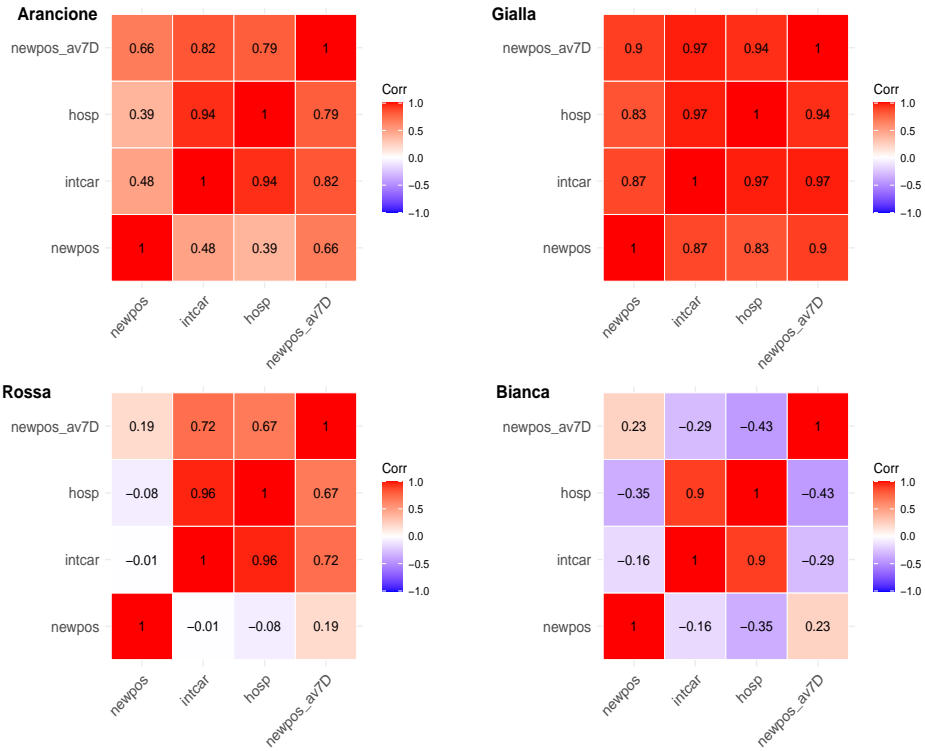 Arancione
newpos_av7D 0.66 0.82 0.79 1
hosp 0.39 0.94 1 0.79
intcar 0.48 1 0.94 0.82
newpos 1 0.48 0.39 0.66
newpos intcar hosp newpos_av7D
Corr
1.0
0.5
0.0
−0.5
−1.0
Gialla
newpos_av7D 0.9 0.97 0.94 1
hosp 0.83 0.97 1 0.94
intcar 0.87 1 0.97 0.97
newpos 1 0.87 0.83 0.9
newpos intcar hosp newpos_av7D
Corr
1.0
0.5
0.0
−0.5
−1.0
Rossa
newpos_av7D 0.19 0.72 0.67 1
hosp −0.08 0.96 1 0.67
intcar −0.01 1 0.96 0.72
newpos 1 −0.01 −0.08 0.19
newpos intcar hosp newpos_av7D
Corr
1.0
0.5
0.0
−0.5
−1.0
Bianca
newpos_av7D 0.23 −0.29 −0.43 1
hosp −0.35 0.9 1 −0.43
intcar −0.16 1 0.9 −0.29
newpos 1 −0.16 −0.35 0.23
newpos intcar hosp newpos_av7D
Corr
1.0
0.5
0.0
−0.5
−1.0